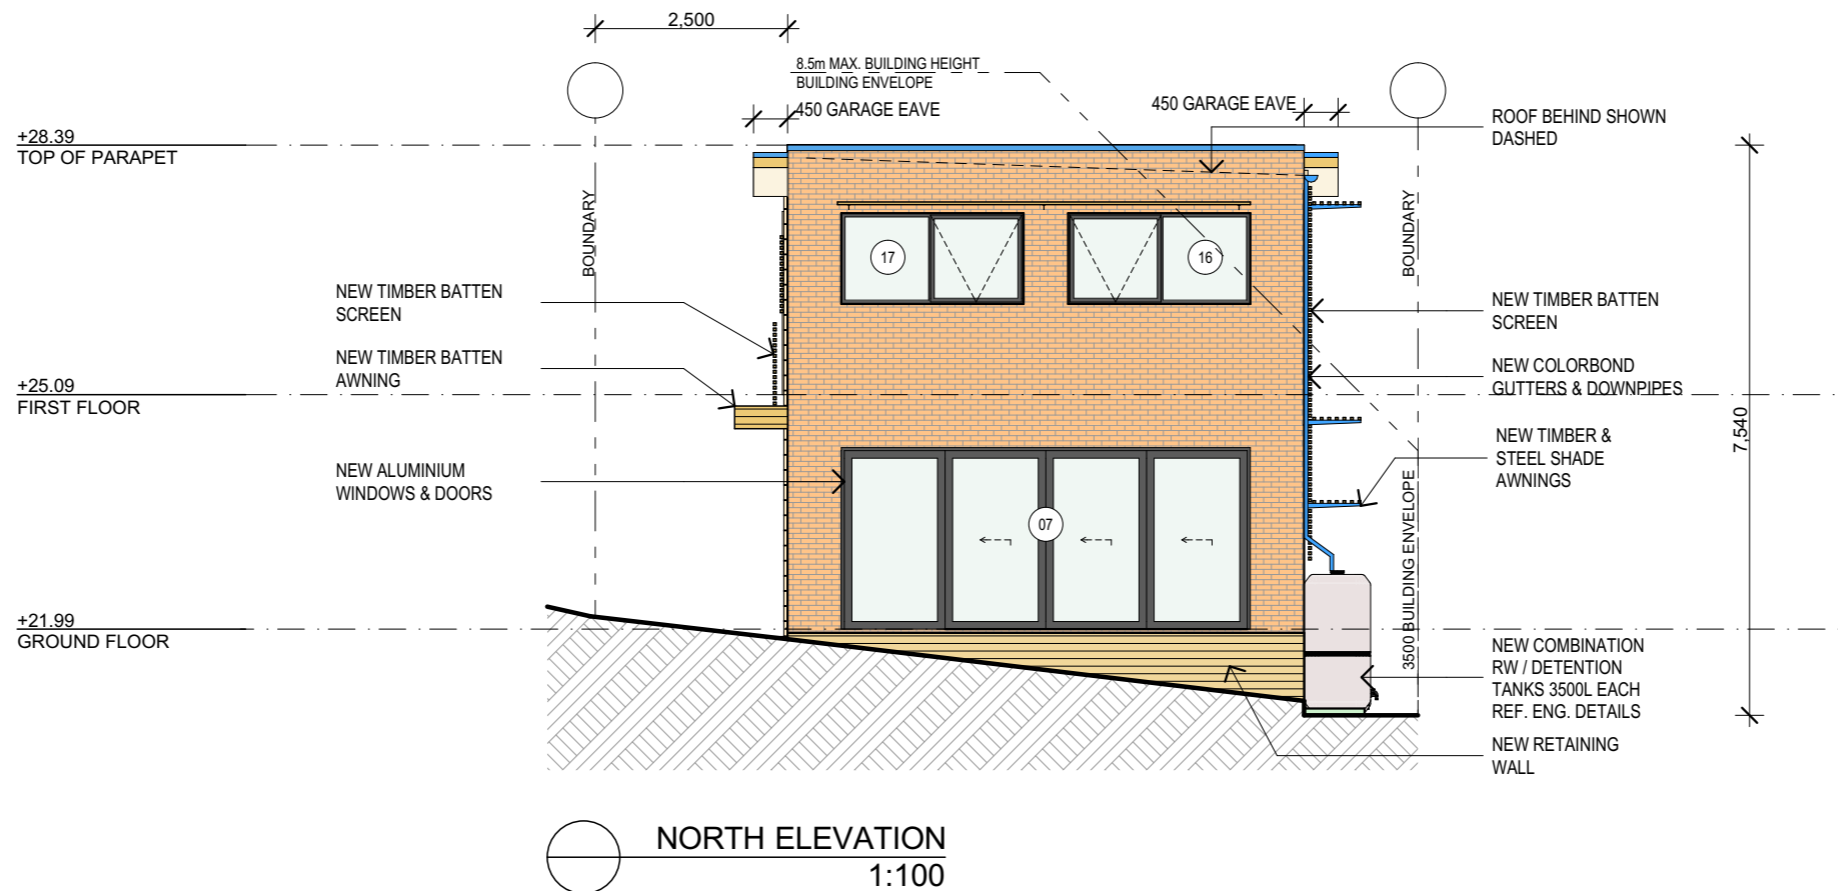 2,500
8.5m MAX. BUILDING HEIGHT
BUILDING ENVELOPE
450 GARAGE EAVE
450 GARAGE EAVE
ROOF BEHIND SHOWN
DASHED
+28.39
TOP OF PARAPET
BOUNDARY
BOUNDARY
17
16
NEW TIMBER BATTEN
SCREEN
NEW TIMBER BATTEN
AWNING
+25.09
FIRST FLOOR
NEW ALUMINIUM
WINDOWS & DOORS
07
NEW TIMBER BATTEN
SCREEN
NEW COLORBOND
GUTTERS & DOWNPIPES
NEW TIMBER &
STEEL SHADE
AWNINGS
7,540
3500 BUILDING ENVELOPE
+21.99
GROUND FLOOR
NEW COMBINATION
RW / DETENTION
TANKS 3500L EACH
REF. ENG. DETAILS
NEW RETAINING
WALL
NORTH ELEVATION
1:100